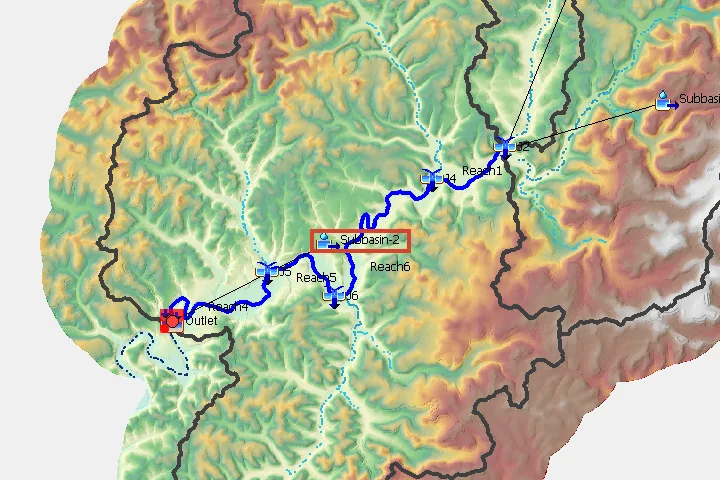 Subbasi
J2
Reach1
J4
Subbasin-2
Reach6
J5
Reach5
J6
Reach4
Outlet